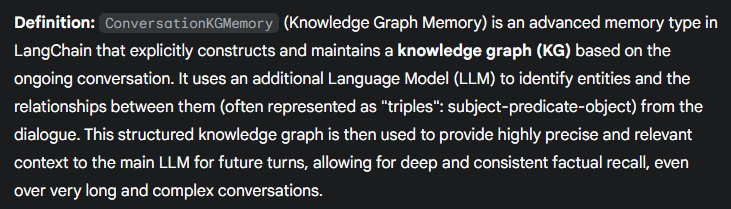 Definition: ConversationKGMemory (Knowledge Graph Memory) is an advanced memory type in
LangChain that explicitly constructs and maintains a knowledge graph (KG) based on the
ongoing conversation. It uses an additional Language Model (LLM) to identify entities and the
relationships between them (often represented as "triples": subject-predicate-object) from the
dialogue. This structured knowledge graph is then used to provide highly precise and relevant
context to the main LLM for future turns, allowing for deep and consistent factual recall, even
over very long and complex conversations.